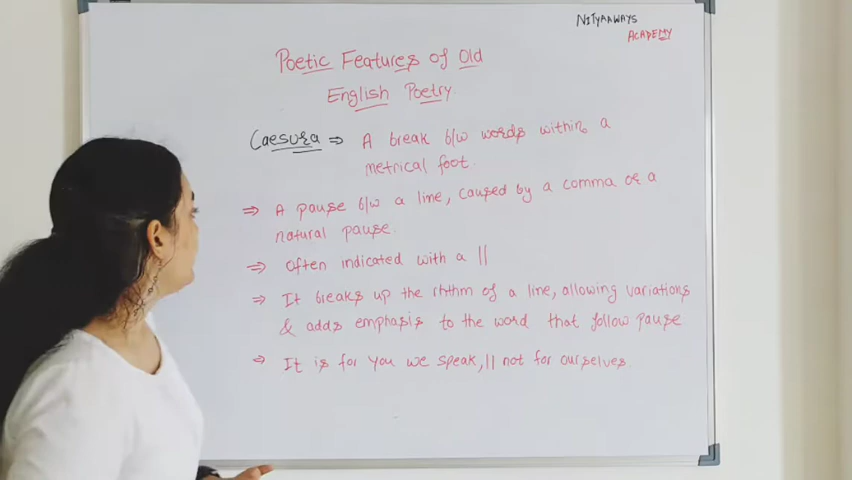 NITYAAWAYS
ACADEMY
Poetic Features of Old
English Poetry
Caesura ⇒ A break b/w words within a
metrical foot.
⇒ A pause b/w a line, caused by a comma or a
natural pause.
⇒ Often indicated with a ||
⇒ It breaks up the rhthm of a line, allowing variations
& adds emphasis to the word that follow pause
⇒ It is for you we speak, || not for ourselves.